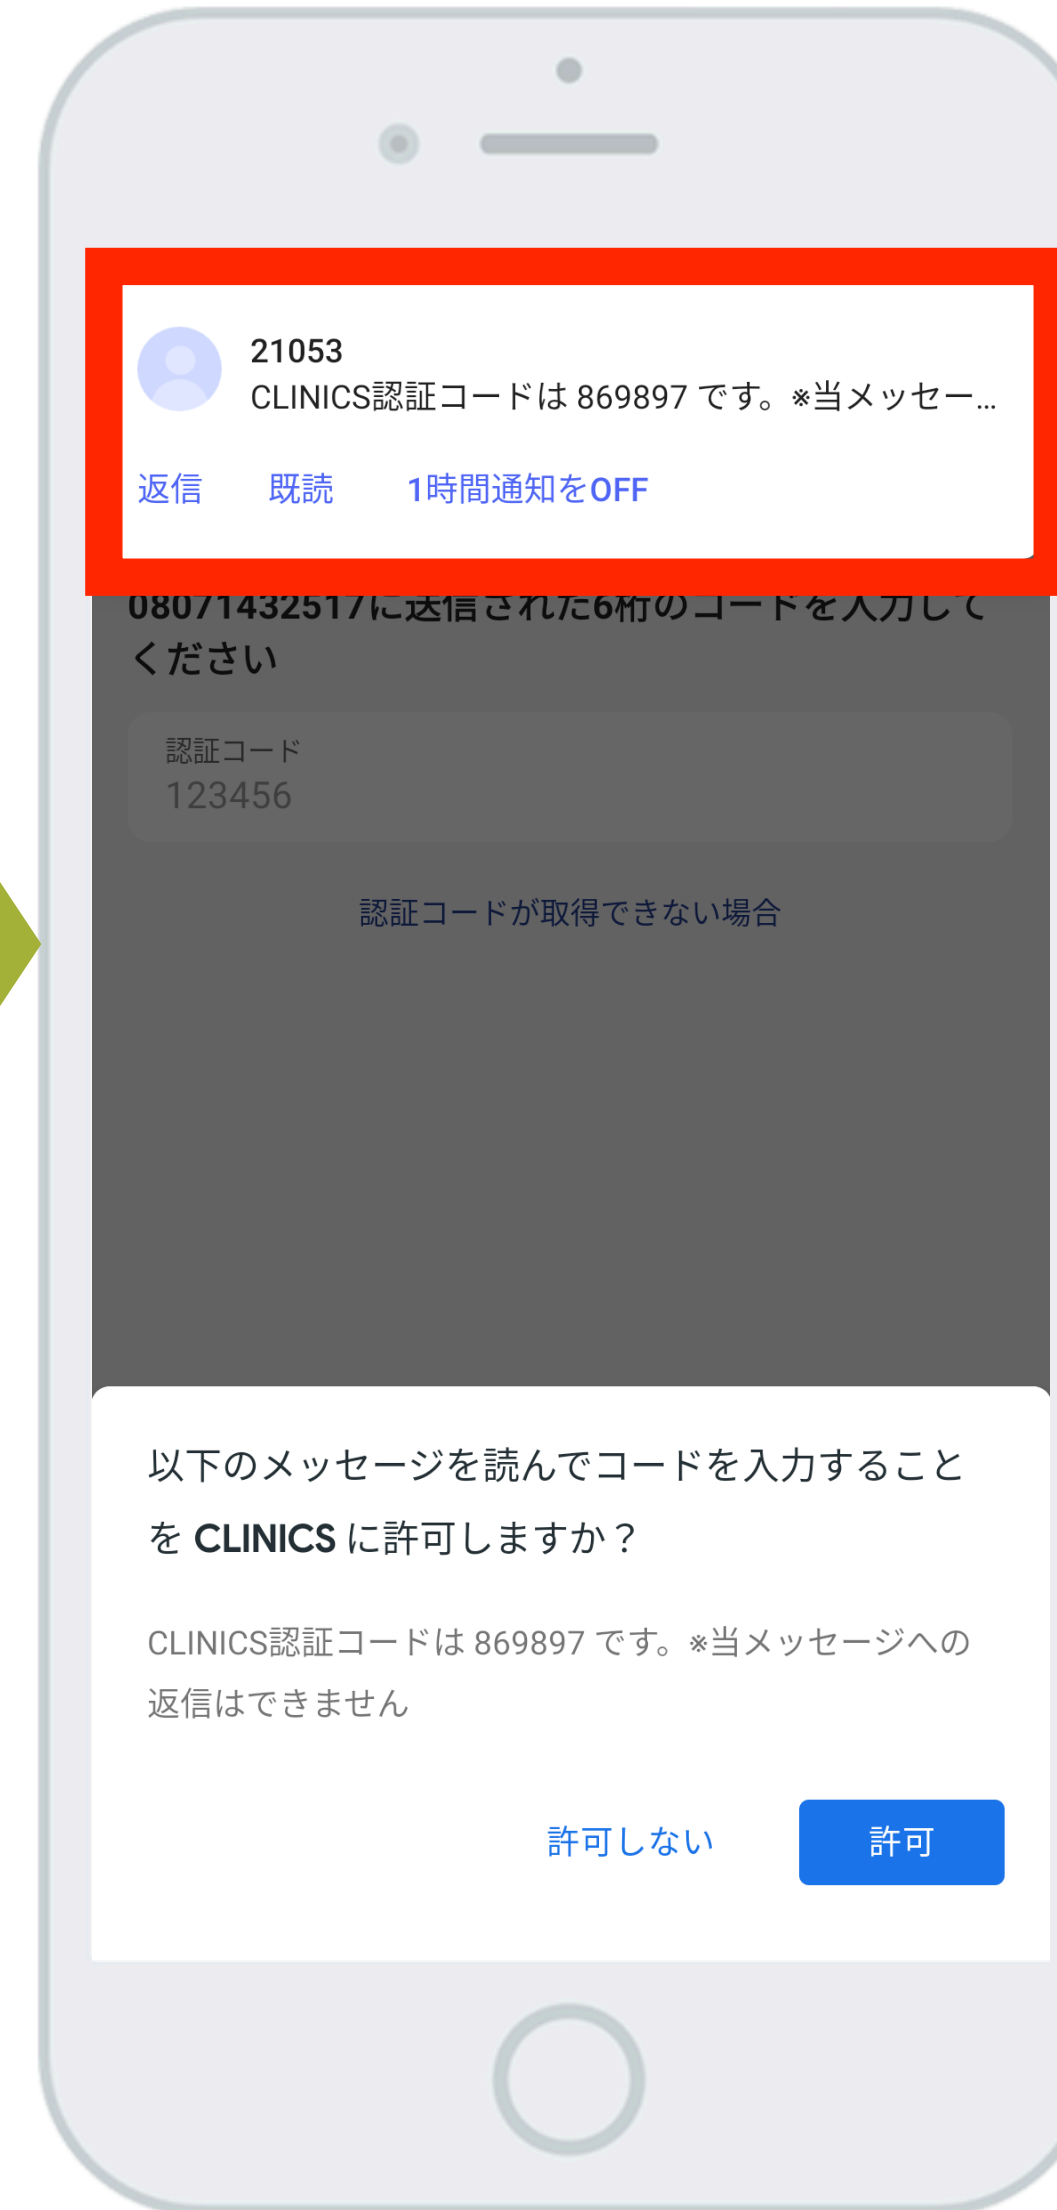 21053
CLINICS認証コードは 869897 です。※当メッセー...
返信 既読 1時間通知をOFF
08071432517に送信された6桁のコードを入力して
ください
認証コード
123456
認証コードが取得できない場合
以下のメッセージを読んでコードを入力すること
を CLINICS に許可しますか？
CLINICS認証コードは 869897 です。※当メッセージへの
返信はできません
許可しない 許可